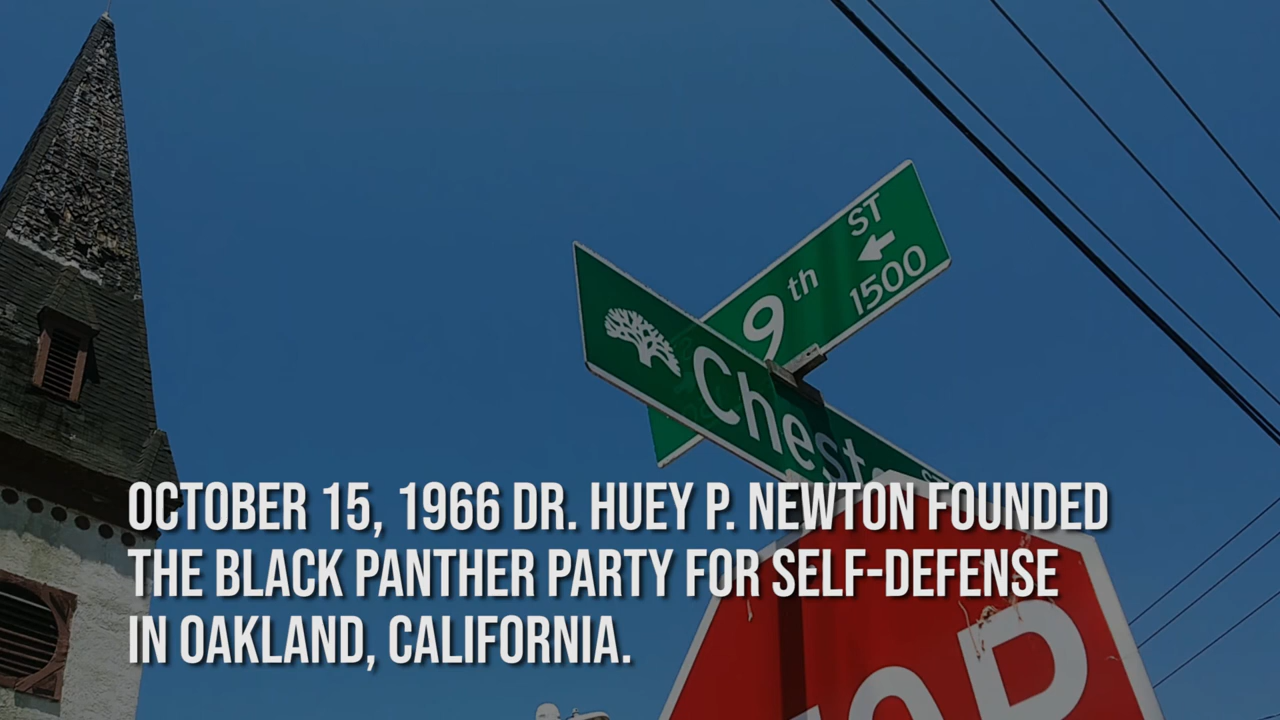 ST
9th
1500
OCTOBER 15, 1966 DR. HUEY P. NEWTON FOUNDED
THE BLACK PANTHER PARTY FOR SELF-DEFENSE
IN OAKLAND, CALIFORNIA.